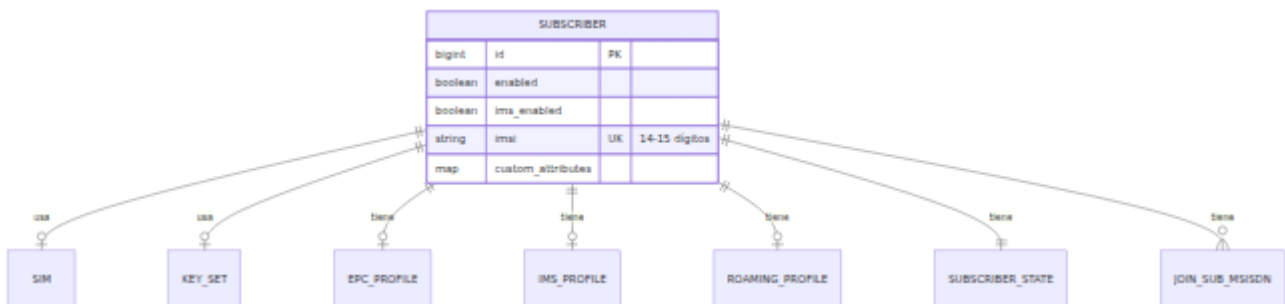 SUBSCRIBER
bigint id PK
boolean enabled
boolean ims_enabled
string imsi UK 14-15 dígitos
map custom_attributes
usa usa tiene tiene tiene tiene tiene
SIM KEY_SET EPC_PROFILE IMS_PROFILE ROAMING_PROFILE SUBSCRIBER_STATE JOIN_SUB_MSISDN